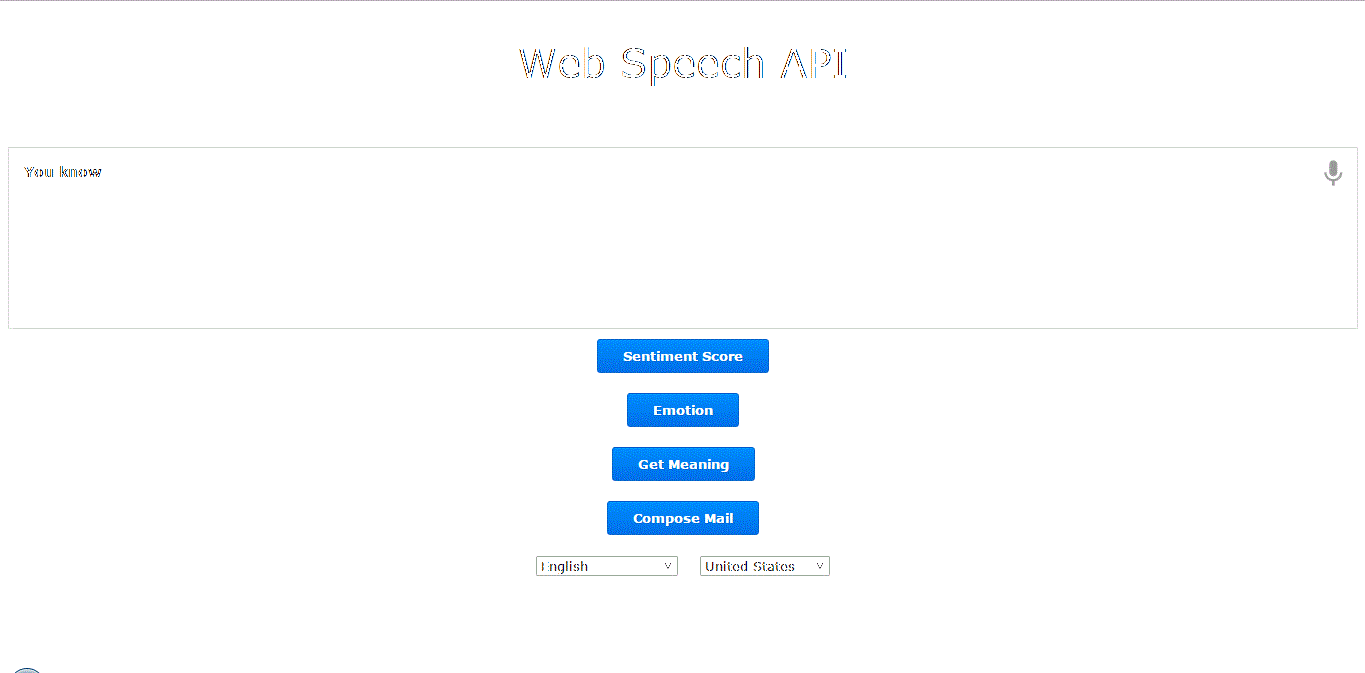 Web Speech API
You know
Sentiment Score
Emotion
Get Meaning
Compose Mail
English United States